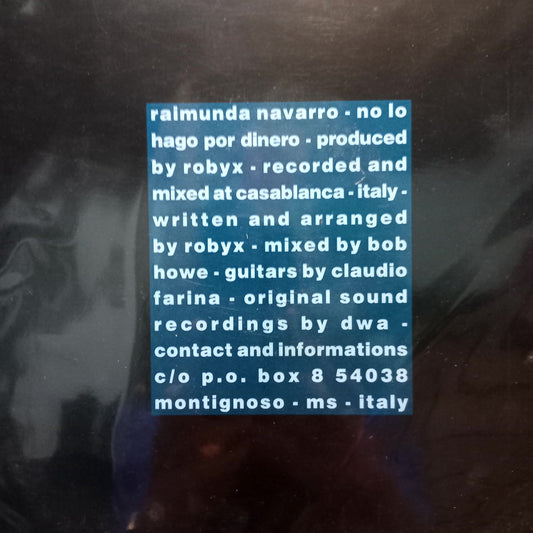 raimunda navarro - no lo
hago por dinero - produced
by robyx - recorded and
mixed at casablanca - italy -
written and arranged
by robyx - mixed by bob
howe - guitars by claudio
farina - original sound
recordings by dwa -
contact and informations
c/o p.o. box 8 54038
montignoso - ms - italy